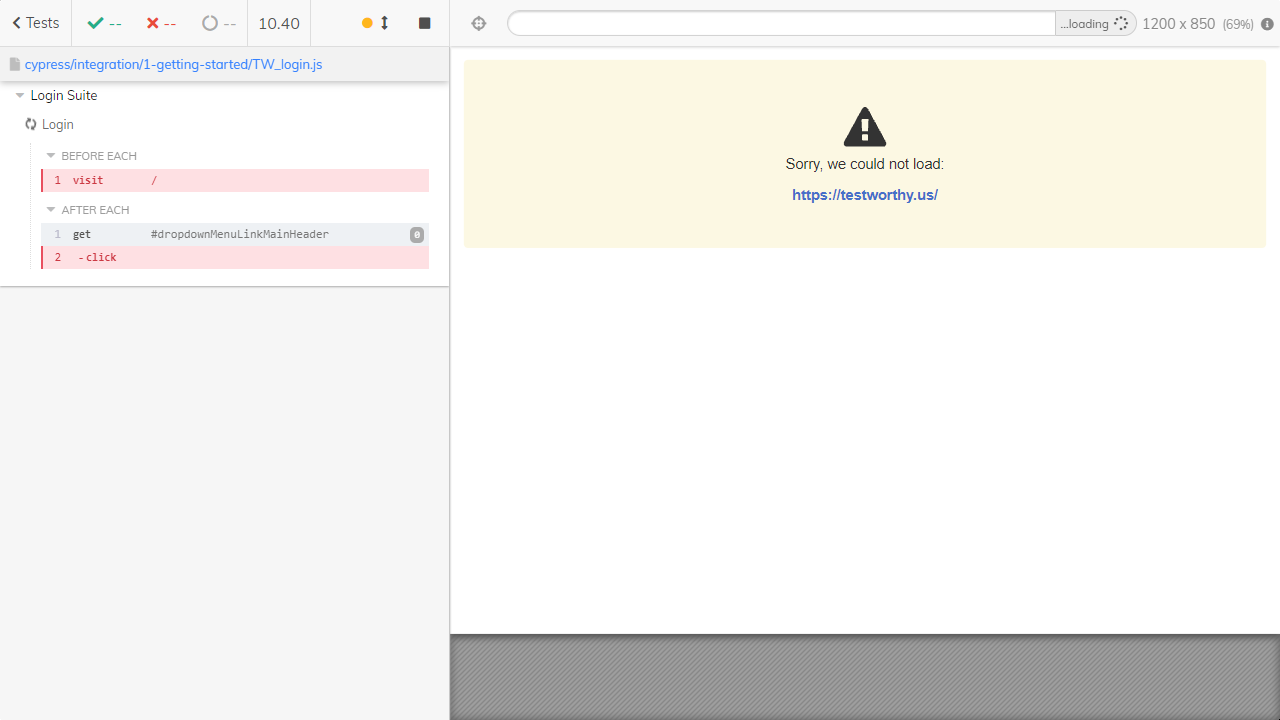 Tests -- -- -- 10.40 ...loading 1200 x 850 (69%)
cypress/integration/1-getting-started/TW_login.js
Login Suite
Login
BEFORE EACH
1 visit /
AFTER EACH
1 get #dropdownMenuLinkMainHeader 0
2 -click
Sorry, we could not load:
https://testworthy.us/